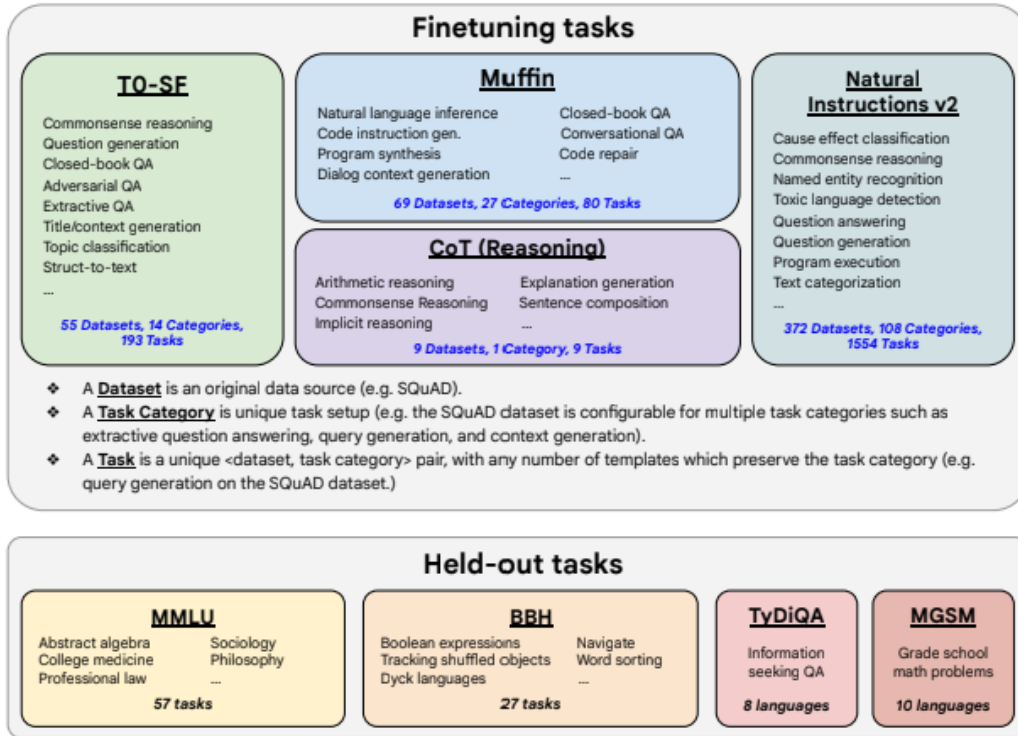 Finetuning tasks
T0-SF
Commonsense reasoning
Question generation
Closed-book QA
Adversarial QA
Extractive QA
Title/context generation
Topic classification
Struct-to-text
...
55 Datasets, 14 Categories,
193 Tasks
Muffin
Natural language inference
Code instruction gen.
Program synthesis
Dialog context generation
Closed-book QA
Conversational QA
Code repair
...
69 Datasets, 27 Categories, 80 Tasks
CoT (Reasoning)
Arithmetic reasoning
Commonsense Reasoning
Implicit reasoning
Explanation generation
Sentence composition
...
9 Datasets, 1 Category, 9 Tasks
Natural
Instructions v2
Cause effect classification
Commonsense reasoning
Named entity recognition
Toxic language detection
Question answering
Question generation
Program execution
Text categorization
...
372 Datasets, 108 Categories,
1554 Tasks
❖ A Dataset is an original data source (e.g. SQuAD).
❖ A Task Category is unique task setup (e.g. the SQuAD dataset is configurable for multiple task categories such as
extractive question answering, query generation, and context generation).
❖ A Task is a unique <dataset, task category> pair, with any number of templates which preserve the task category (e.g.
query generation on the SQuAD dataset.)
Held-out tasks
MMLU
Abstract algebra
College medicine
Professional law
Sociology
Philosophy
...
57 tasks
BBH
Boolean expressions
Tracking shuffled objects
Dyck languages
Navigate
Word sorting
...
27 tasks
TyDiQA
Information
seeking QA
8 languages
MGSM
Grade school
math problems
10 languages